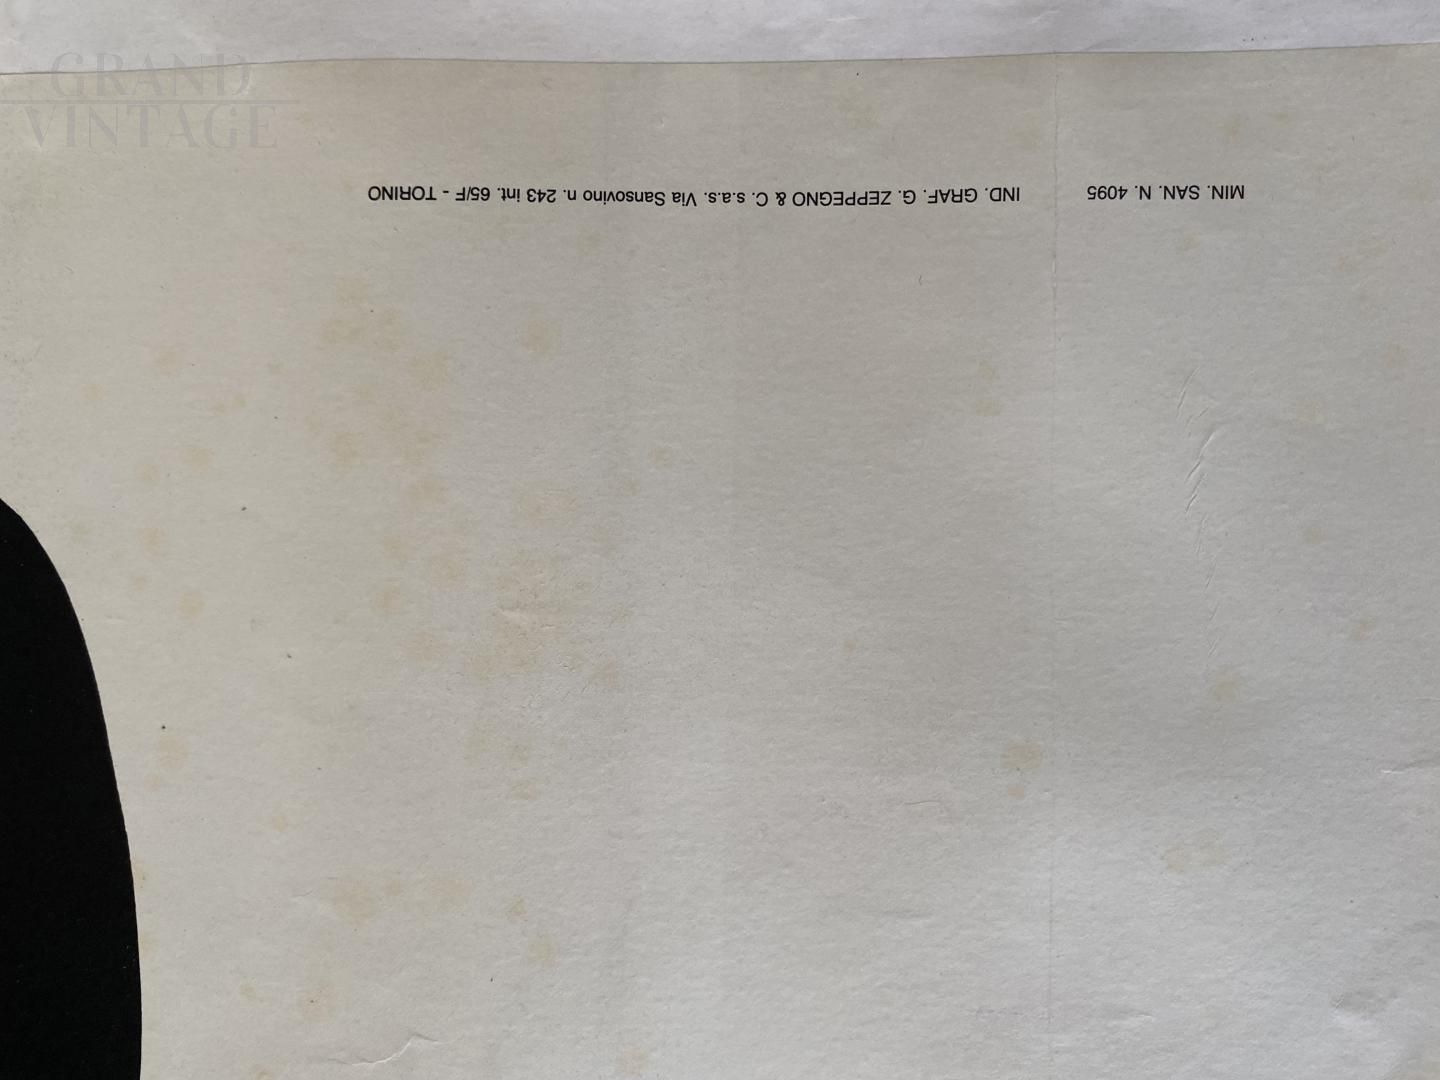 GRAND
VINTAGE
MIN. SAN. N. 4095 IND. GRAF. G. ZEPPEGNO & C. s.a.s. Via Sansovino n. 243 int. 65/F - TORINO